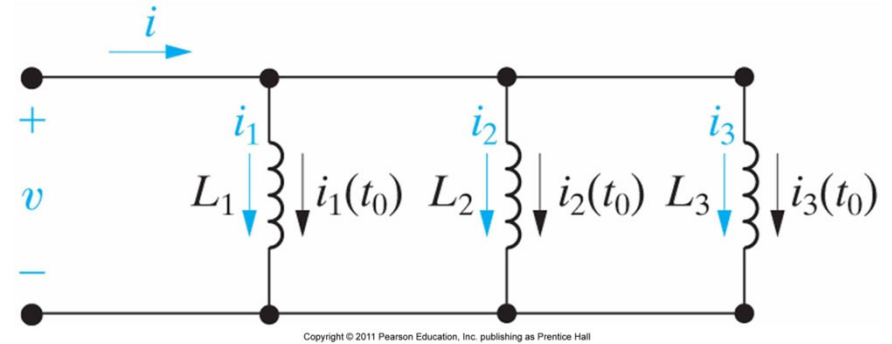 i
+
v
−
i₁
L₁
i₁(t₀)
i₂
L₂
i₂(t₀)
i₃
L₃
i₃(t₀)
Copyright © 2011 Pearson Education, Inc. publishing as Prentice Hall